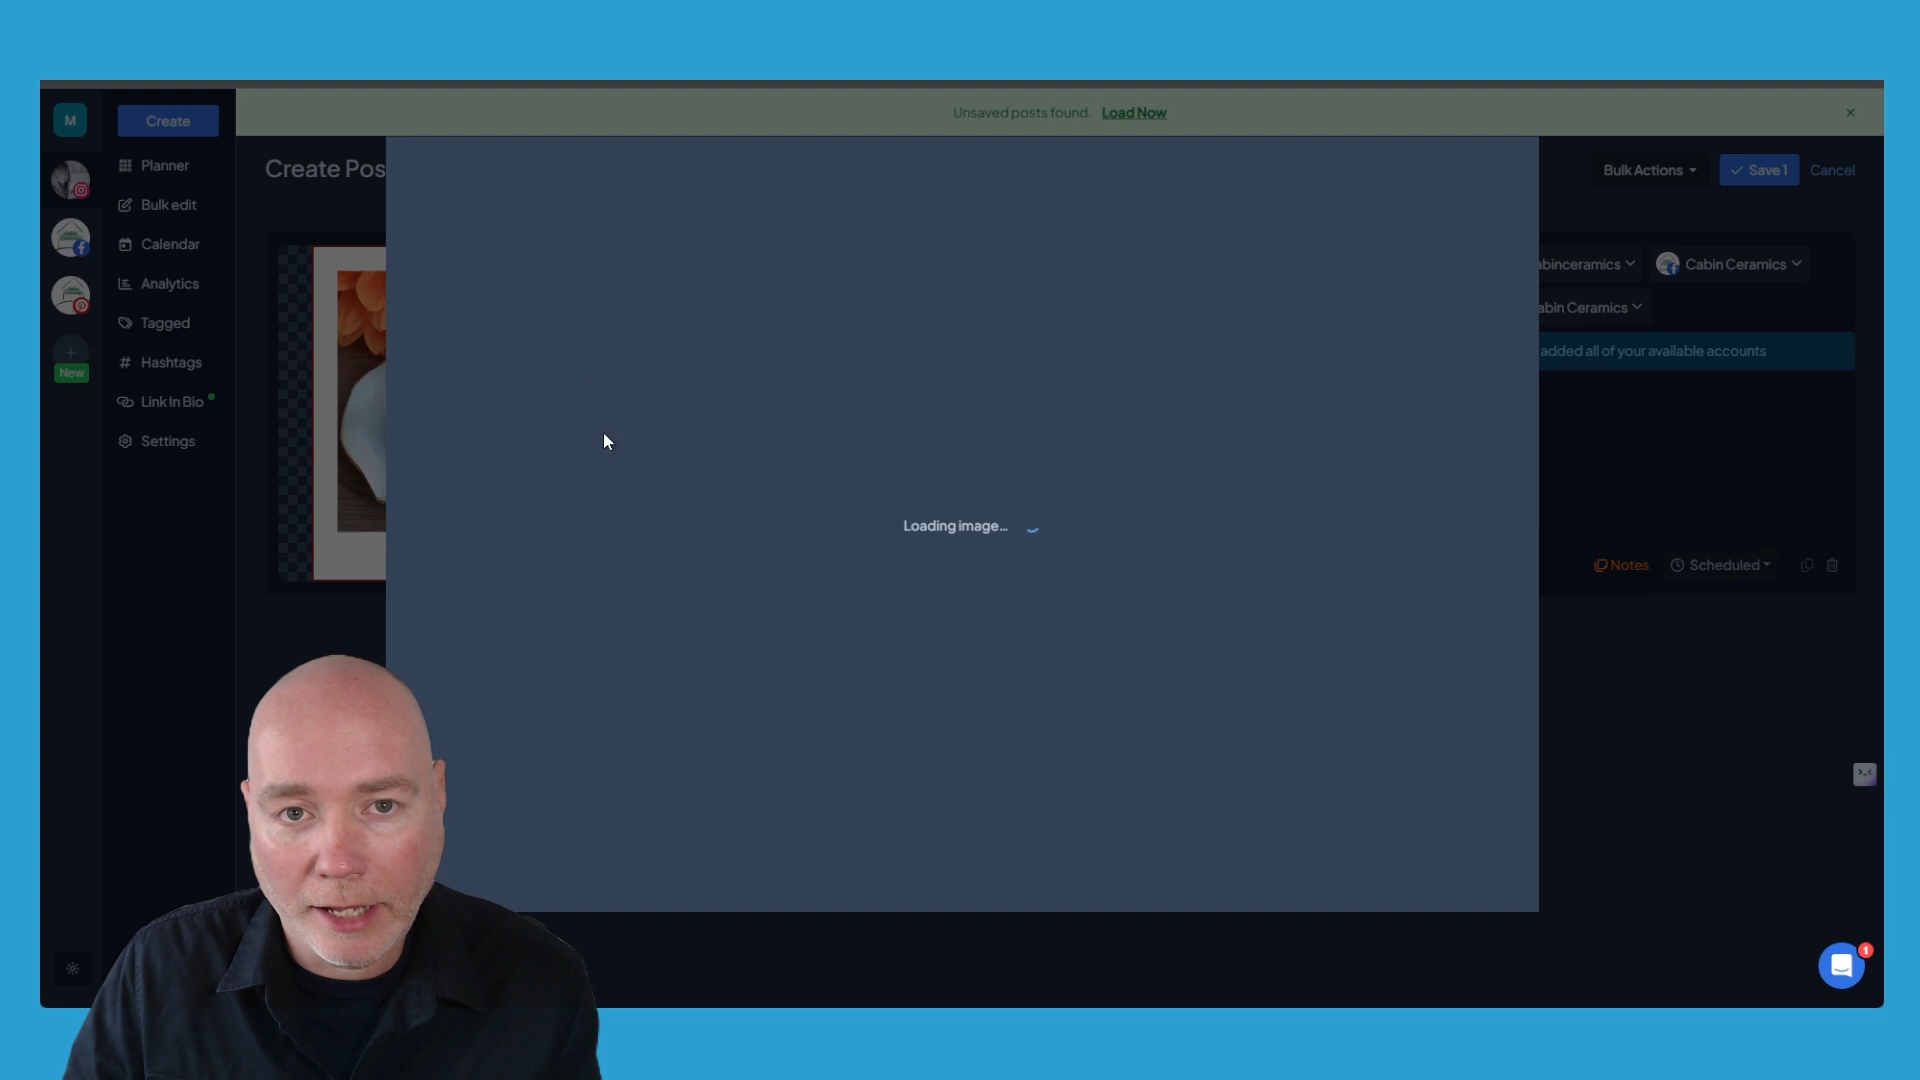 M
Create
Planner
Bulk edit
Calendar
Analytics
Tagged
Hashtags
Link In Bio
Settings
New
Unsaved posts found. Load Now
Create Pos
Bulk Actions
Save 1
Cancel
abinceramics
Cabin Ceramics
abin Ceramics
added all of your available accounts
Loading image...
Notes
Scheduled
1